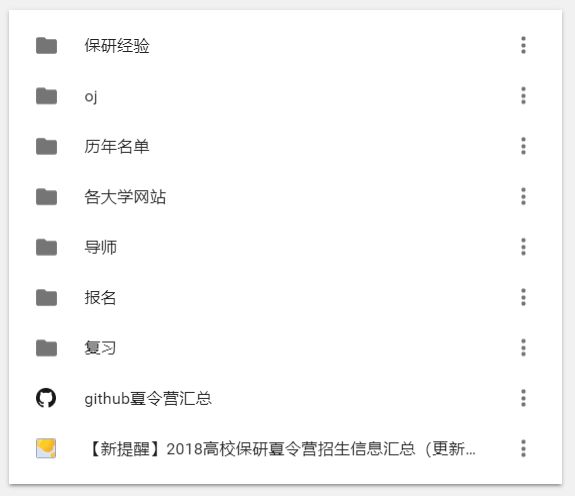 保研经验
oj
历年名单
各大学网站
导师
报名
复习
github夏令营汇总
【新提醒】2018高校保研夏令营招生信息汇总（更新...